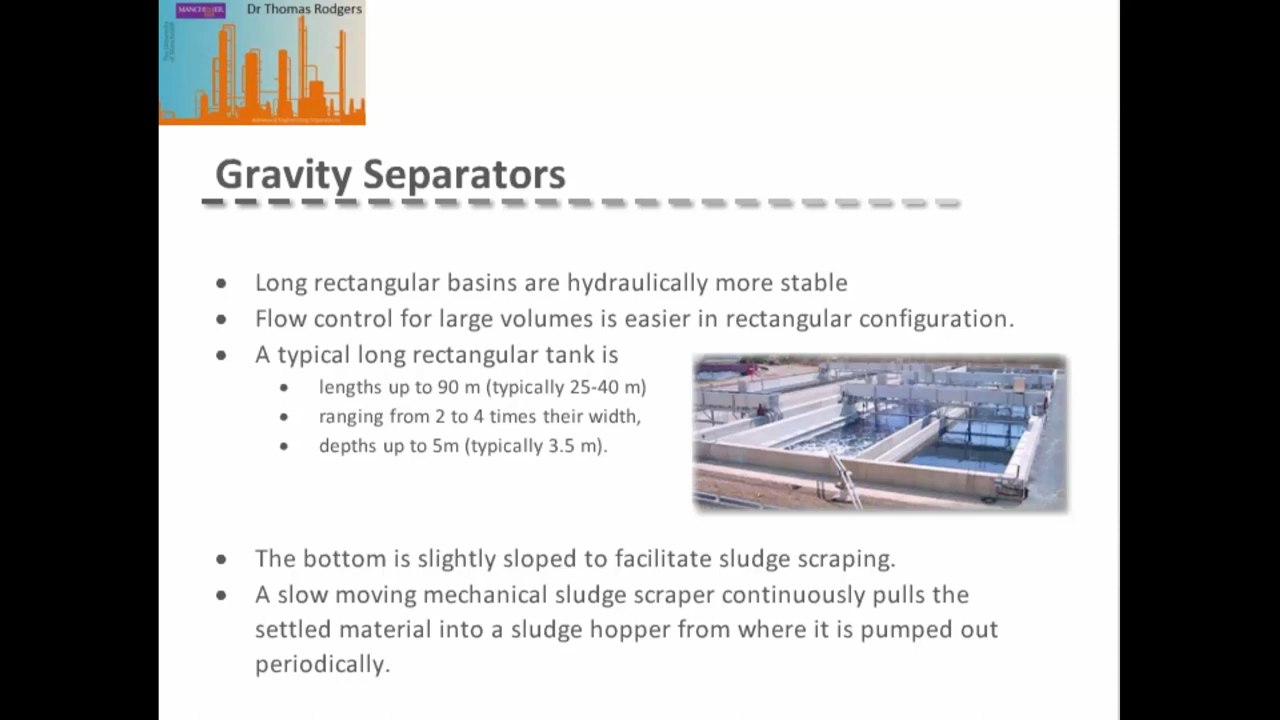 MANCHESTER
Dr Thomas Rodgers
Gravity Separators
• Long rectangular basins are hydraulically more stable
• Flow control for large volumes is easier in rectangular configuration.
• A typical long rectangular tank is
• lengths up to 90 m (typically 25-40 m)
• ranging from 2 to 4 times their width,
• depths up to 5m (typically 3.5 m).
• The bottom is slightly sloped to facilitate sludge scraping.
• A slow moving mechanical sludge scraper continuously pulls the
settled material into a sludge hopper from where it is pumped out
periodically.